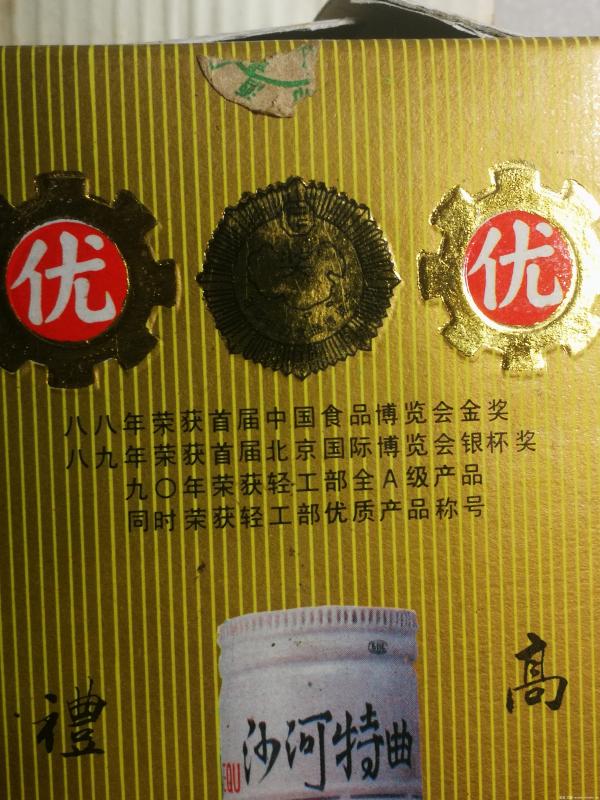 优
优
八八年荣获首届中国食品博览会金奖
八九年荣获首届北京国际博览会银杯奖
九〇年荣获轻工部全A级产品
同时荣获轻工部优质产品称号
高
禮
沙河特曲
EQU